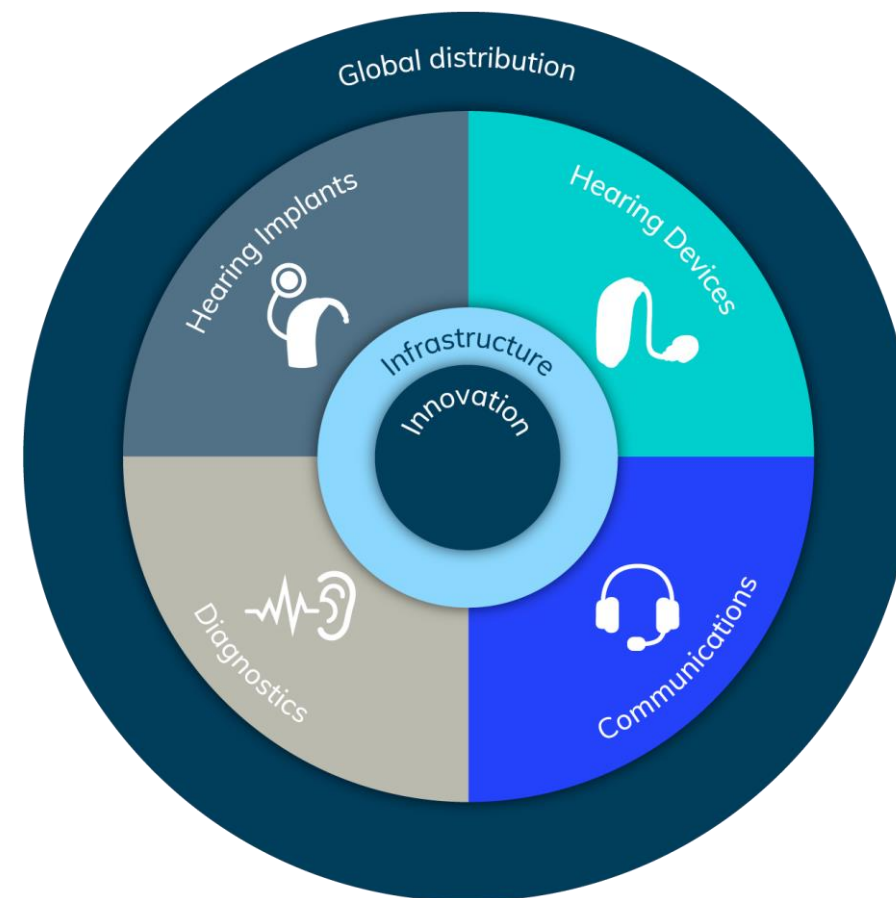 Global distribution
Hearing Implants
Hearing Devices
Infrastructure
Innovation
Diagnostics
Communications